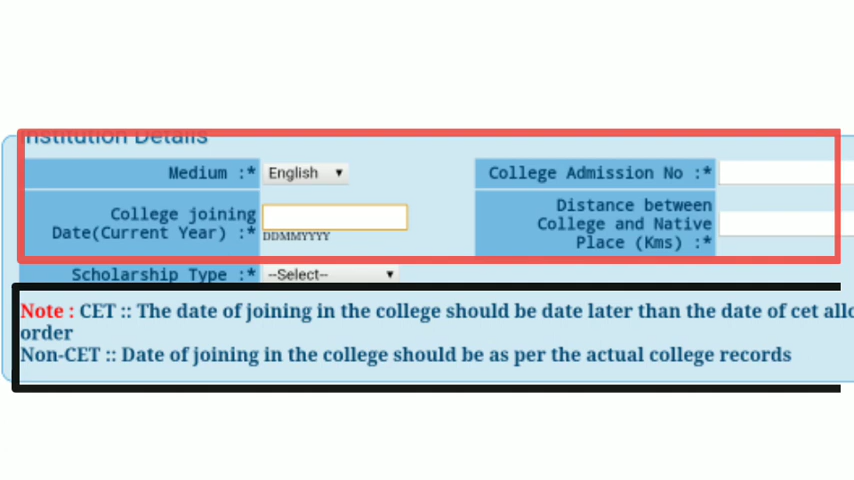 Institution Details
Medium :* English College Admission No :*
College joining Date(Current Year) :* DDMMYYYY
Distance between College and Native Place (Kms) :*
Scholarship Type :* --Select--
Note : CET :: The date of joining in the college should be date later than the date of cet
order
Non-CET :: Date of joining in the college should be as per the actual college records